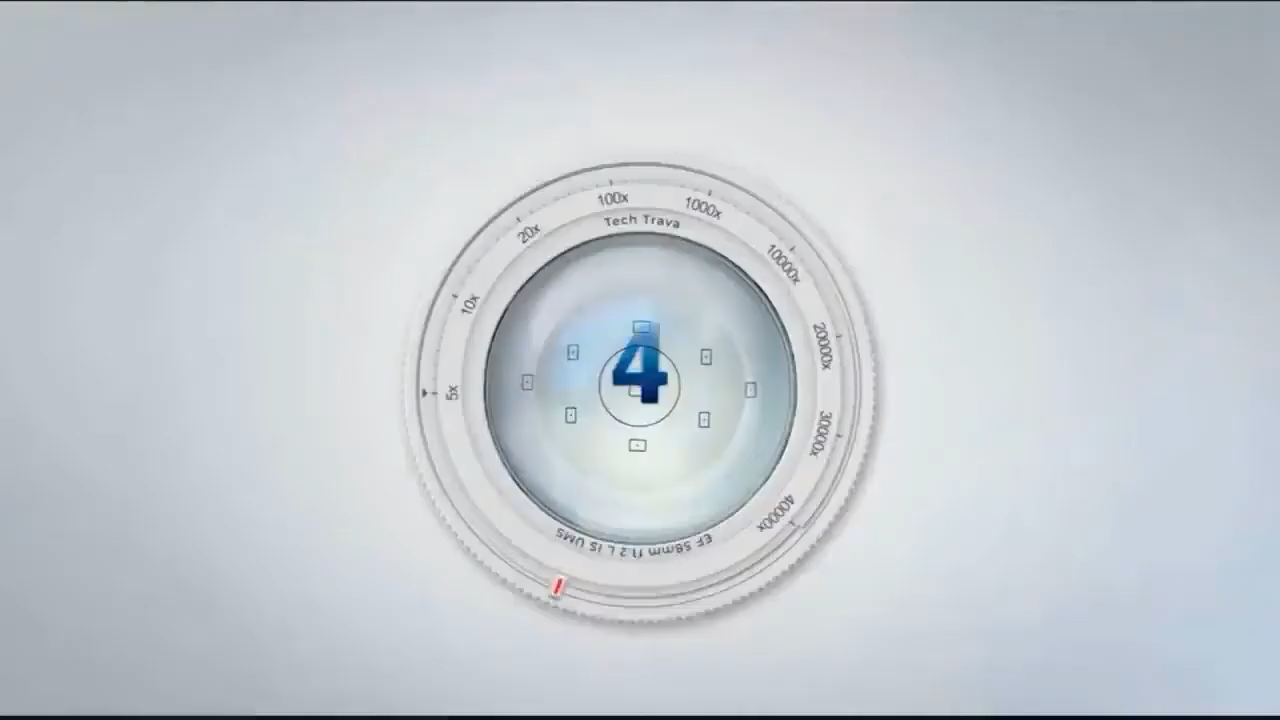 100x
1000x
20x
Tech Trava
10000x
10x
20000x
5x
4
30000x
40000x
EF 58mm f1.2 L IS UMS